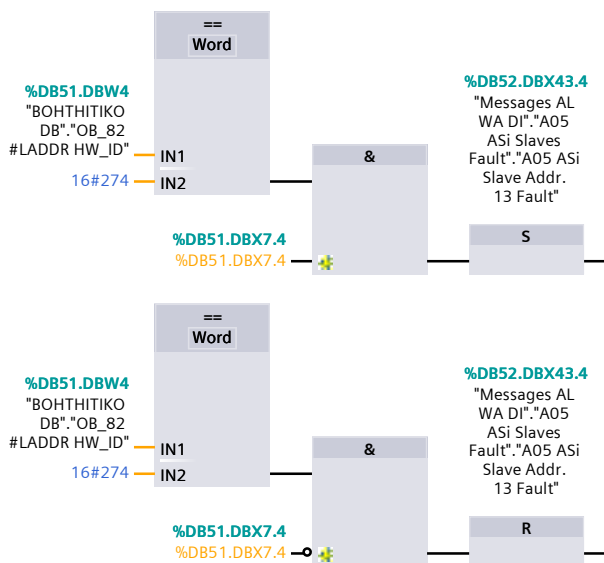 ==
Word
%DB51.DBW4
"BOHTHITIKO
DB"."OB_82
#LADDR HW_ID"
IN1
16#274
IN2
&
%DB51.DBX7.4
%DB51.DBX7.4
%DB52.DBX43.4
"Messages AL
WA DI"."A05
ASi Slaves
Fault"."A05 ASi
Slave Addr.
13 Fault"
S
==
Word
%DB51.DBW4
"BOHTHITIKO
DB"."OB_82
#LADDR HW_ID"
IN1
16#274
IN2
&
%DB51.DBX7.4
%DB51.DBX7.4
%DB52.DBX43.4
"Messages AL
WA DI"."A05
ASi Slaves
Fault"."A05 ASi
Slave Addr.
13 Fault"
R